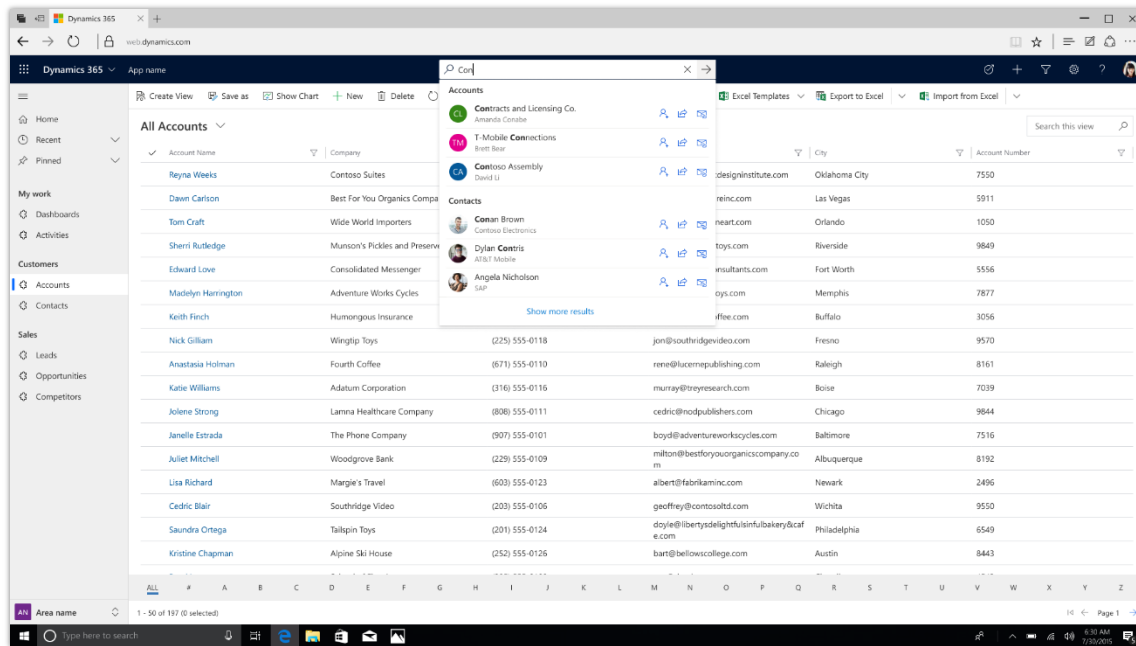 Dynamics 365
web.dynamics.com
Dynamics 365 App name
Con
Create View Save as Show Chart New Delete Excel Templates Export to Excel Import from Excel
Home
Recent
Pinned
My work
Dashboards
Activities
Customers
Accounts
Contacts
Sales
Leads
Opportunities
Competitors
AN Area name
Accounts
CL Contracts and Licensing Co.
Amanda Conabe
TM T-Mobile Connections
Brett Bear
CA Contoso Assembly
David Li
Contacts
Conan Brown
Contoso Electronics
Dylan Contris
AT&T Mobile
Angela Nicholson
SAP
Show more results
All Accounts Search this view
Account Name Company City Account Number
Reyna Weeks Contoso Suites designinstitute.com Oklahoma City 7550
Dawn Carlson Best For You Organics Compa reinc.com Las Vegas 5911
Tom Craft Wide World Importers neart.com Orlando 1050
Sherri Rutledge Munson's Pickles and Preserve toys.com Riverside 9849
Edward Love Consolidated Messenger onsultants.com Fort Worth 5556
Madelyn Harrington Adventure Works Cycles oys.com Memphis 7877
Keith Finch Humongous Insurance offee.com Buffalo 3056
Nick Gilliam Wingtip Toys (225) 555-0118 jon@southridgevideo.com Fresno 9570
Anastasia Holman Fourth Coffee (671) 555-0110 rene@lucernepublishing.com Raleigh 8161
Katie Williams Adatum Corporation (316) 555-0116 murray@treyresearch.com Boise 7039
Jolene Strong Lamna Healthcare Company (808) 555-0111 cedric@nodpublishers.com Chicago 9844
Janelle Estrada The Phone Company (907) 555-0101 boyd@adventureworkscycles.com Baltimore 7516
Juliet Mitchell Woodgrove Bank (229) 555-0109 milton@bestforyouorganicscompany.co
m Albuquerque 8192
Lisa Richard Margie's Travel (603) 555-0123 albert@fabrikaminc.com Newark 2496
Cedric Blair Southridge Video (203) 555-0106 geoffrey@contosoltd.com Wichita 9550
Saundra Ortega Tailspin Toys (201) 555-0124 doyle@libertysdelightfulsinfulbakery&caf
e.com Philadelphia 6549
Kristine Chapman Alpine Ski House (252) 555-0126 bart@bellowscollege.com Austin 8443
ALL # A B C D E F G H I J K L M N O P Q R S T U V W X Y Z
1 - 50 of 197 (0 selected) Page 1
Type here to search 6:30 AM
7/30/2015